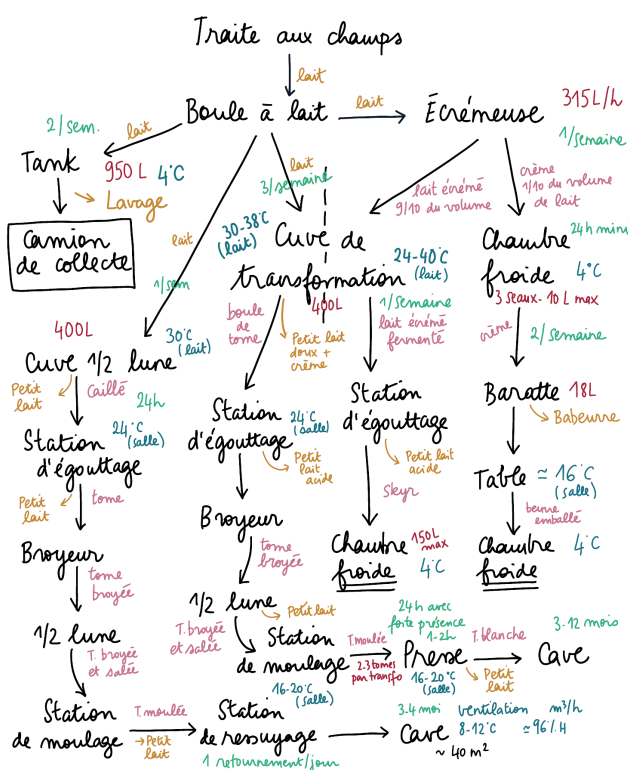 Traite aux champs
lait
Boule à lait
lait
Écrémeuse
315L/h
1/semaine
2/sem.
lait
Tank
950 L
4°C
Lavage
Camion
de collecte
lait
1/sem
lait
3/semaine
30-38°C
(lait)
Cuve de
transformation
400L
24-40°C
(lait)
lait écrémé
9/10 du volume
crème
1/10 du volume
de lait
Chambre
froide
24h mini
4°C
3 seaux-10L max
crème
2/semaine
Baratte
18L
Babeurre
Table
≃ 16°C
(salle)
beurre
emballé
Chambre
froide
4°C
400L
Cuve 1/2 lune
30°C
(lait)
Petit
lait
Caillé
24h
Station
d'égouttage
24°C
(salle)
Petit
lait
tome
Broyeur
tome
broyée
1/2 lune
T. broyée
et salée
Station
de moulage
T. moulée
Petit
lait
Station
de ressuyage
1 retournement/jour
3-4 moi
ventilation m³/h
Cave
8-12°C
≃96% H
~ 40 m²
boule
de
tome
Petit lait
doux +
crème
Station
d'égouttage
24°C
(salle)
Petit
lait
acide
Broyeur
tome
broyée
1/2 lune
Petit lait
T. broyée
et salée
Station
de moulage
16-20°C
(salle)
T. moulée
2-3 tomes
par transfo
24h avec
forte présence
1-2h
Presse
16-20°C
(salle)
Petit
lait
T. blanche
3-12 mois
Cave
1/semaine
lait écrémé
fermenté
Station
d'égouttage
Petit lait
acide
skyr
Chambre
froide
150L
max
4°C